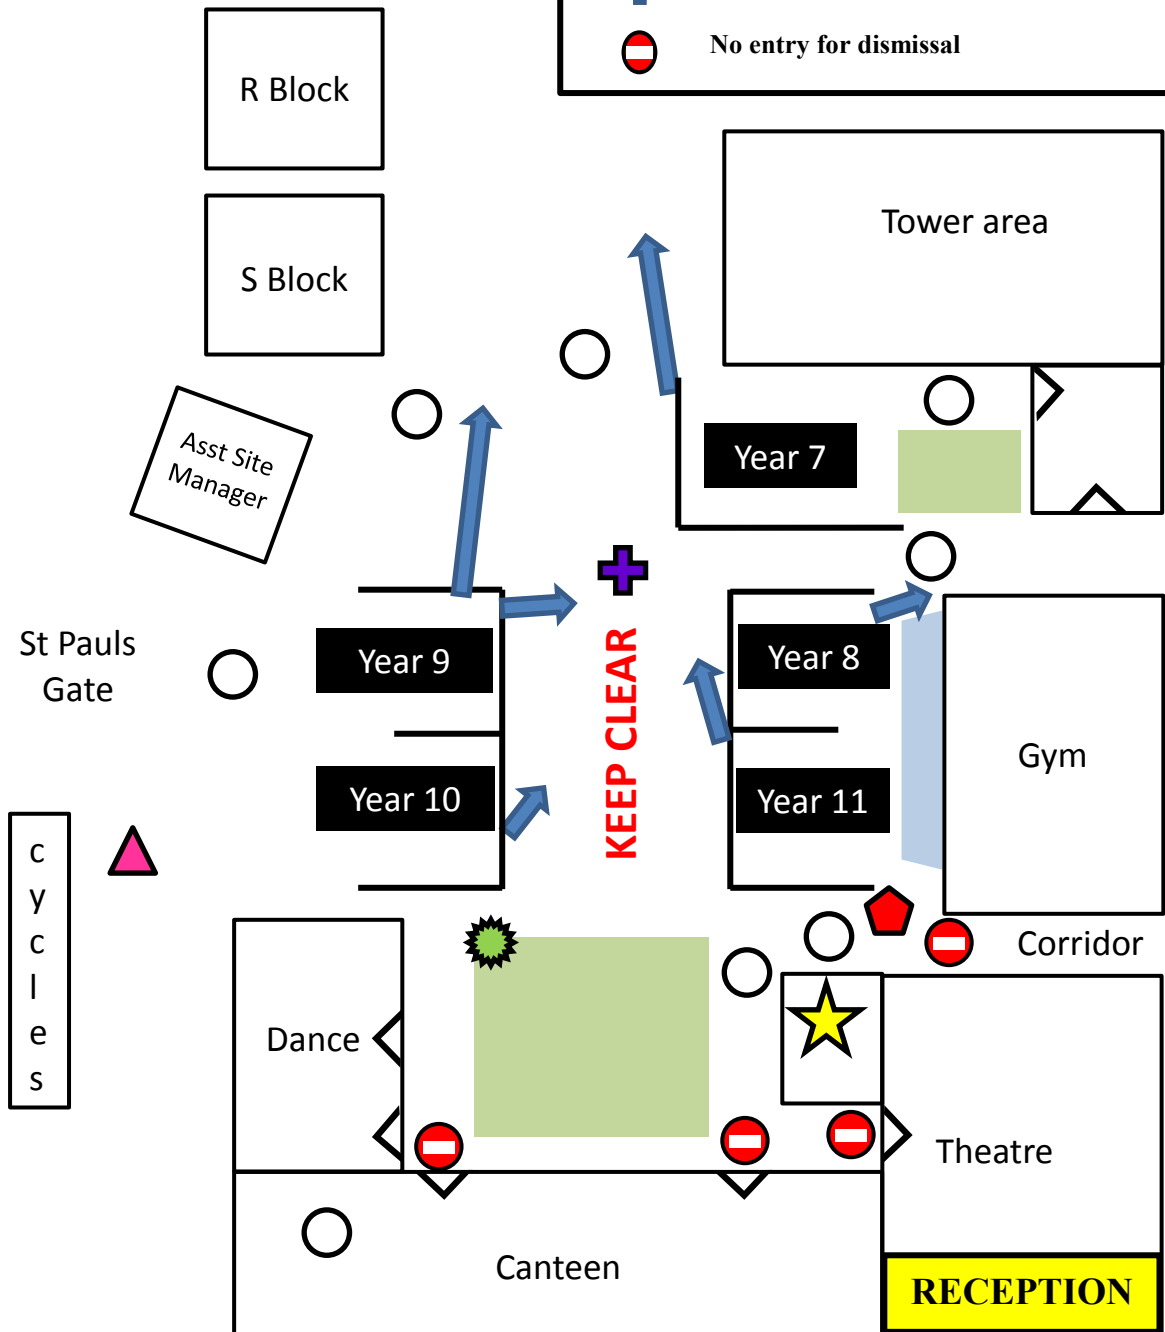 No entry for dismissal
R Block
Tower area
S Block
Asst Site
Manager
Year 7
St Pauls
Gate
Year 9
KEEP CLEAR
Year 8
Gym
Year 10
Year 11
cycles
Corridor
Dance
Theatre
Canteen
RECEPTION